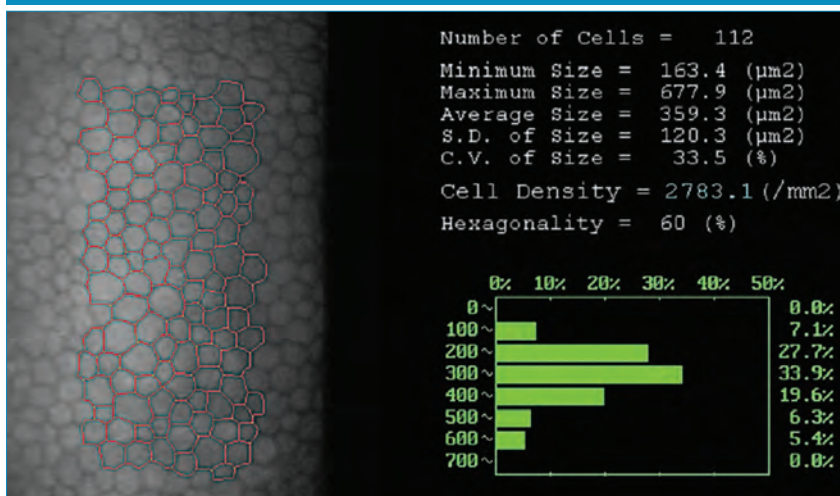 Number of Cells = 112
Minimum Size = 163.4 (µm2)
Maximum Size = 677.9 (µm2)
Average Size = 359.3 (µm2)
S.D. of Size = 120.3 (µm2)
C.V. of Size = 33.5 (%)
Cell Density = 2783.1 (/mm2)
Hexagonality = 60 (%)
0% 10% 20% 30% 40% 50%
0~ 0.0%
100~ 7.1%
200~ 27.7%
300~ 33.9%
400~ 19.6%
500~ 6.3%
600~ 5.4%
700~ 0.0%